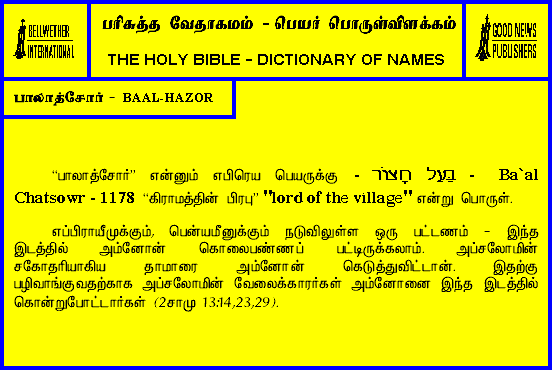 BELLWETHER
INTERNATIONAL
பரிசுத்த வேதாகமம் - பெயர் பொருள்விளக்கம்
THE HOLY BIBLE - DICTIONARY OF NAMES
GOOD NEWS
PUBLISHERS
பாலாத்சோர் - BAAL-HAZOR
“பாலாத்சோர்” என்னும் எபிரெய பெயருக்கு - בַּעַל חָצוֹר - Ba`al
Chatsowr - 1178 “கிராமத்தின் பிரபு” "lord of the village" என்று பொருள்.
எப்பிராயீமுக்கும், பென்யமீனுக்கும் நடுவிலுள்ள ஒரு பட்டணம் - இந்த
இடத்தில் அம்னோன் கொலைபண்ணப் பட்டிருக்கலாம். அப்சலோமின்
சகோதரியாகிய தாமாரை அம்னோன் கெடுத்துவிட்டான். இதற்கு
பழிவாங்குவதற்காக அப்சலோமின் வேலைக்காரர்கள் அம்னோனை இந்த இடத்தில்
கொன்றுபோட்டார்கள் (2சாமு 13:14,23,29).